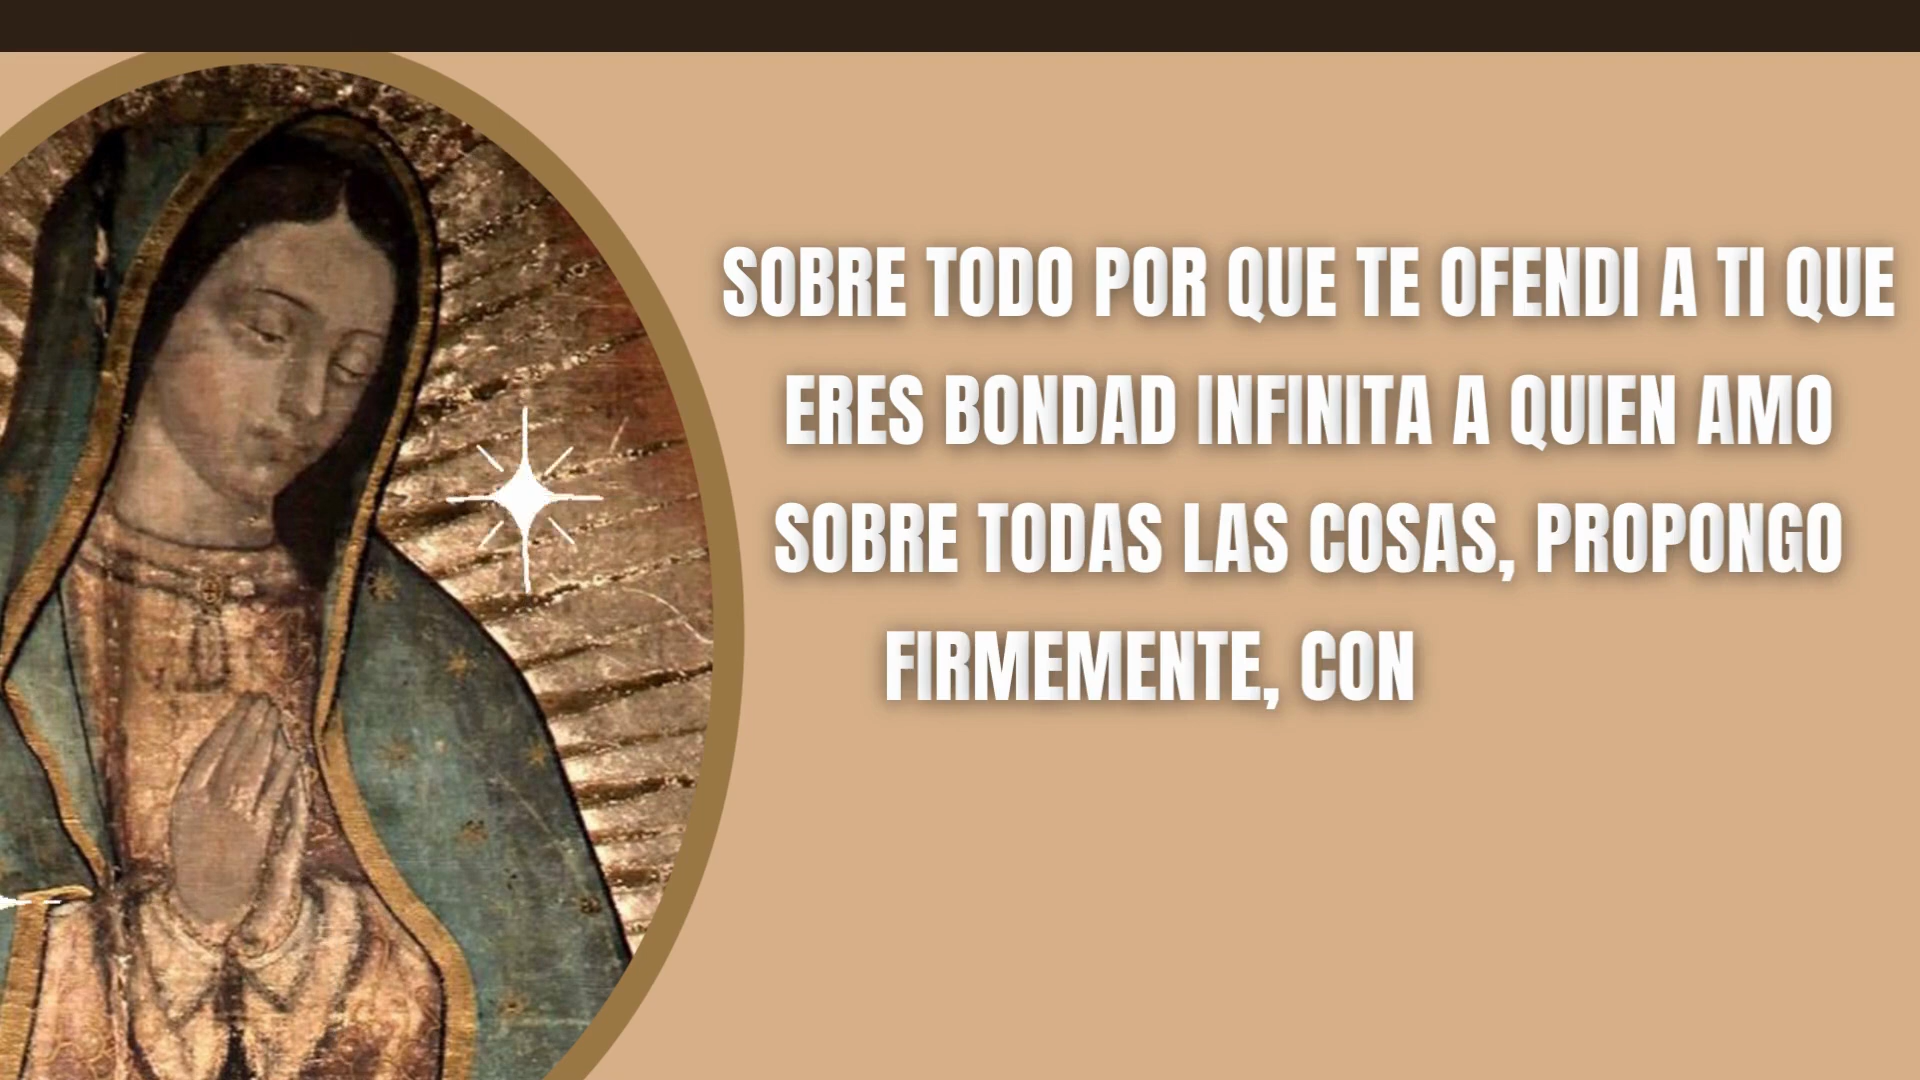 SOBRE TODO POR QUE TE OFENDI A TI QUE
ERES BONDAD INFINITA A QUIEN AMO
SOBRE TODAS LAS COSAS, PROPONGO
FIRMEMENTE, CON